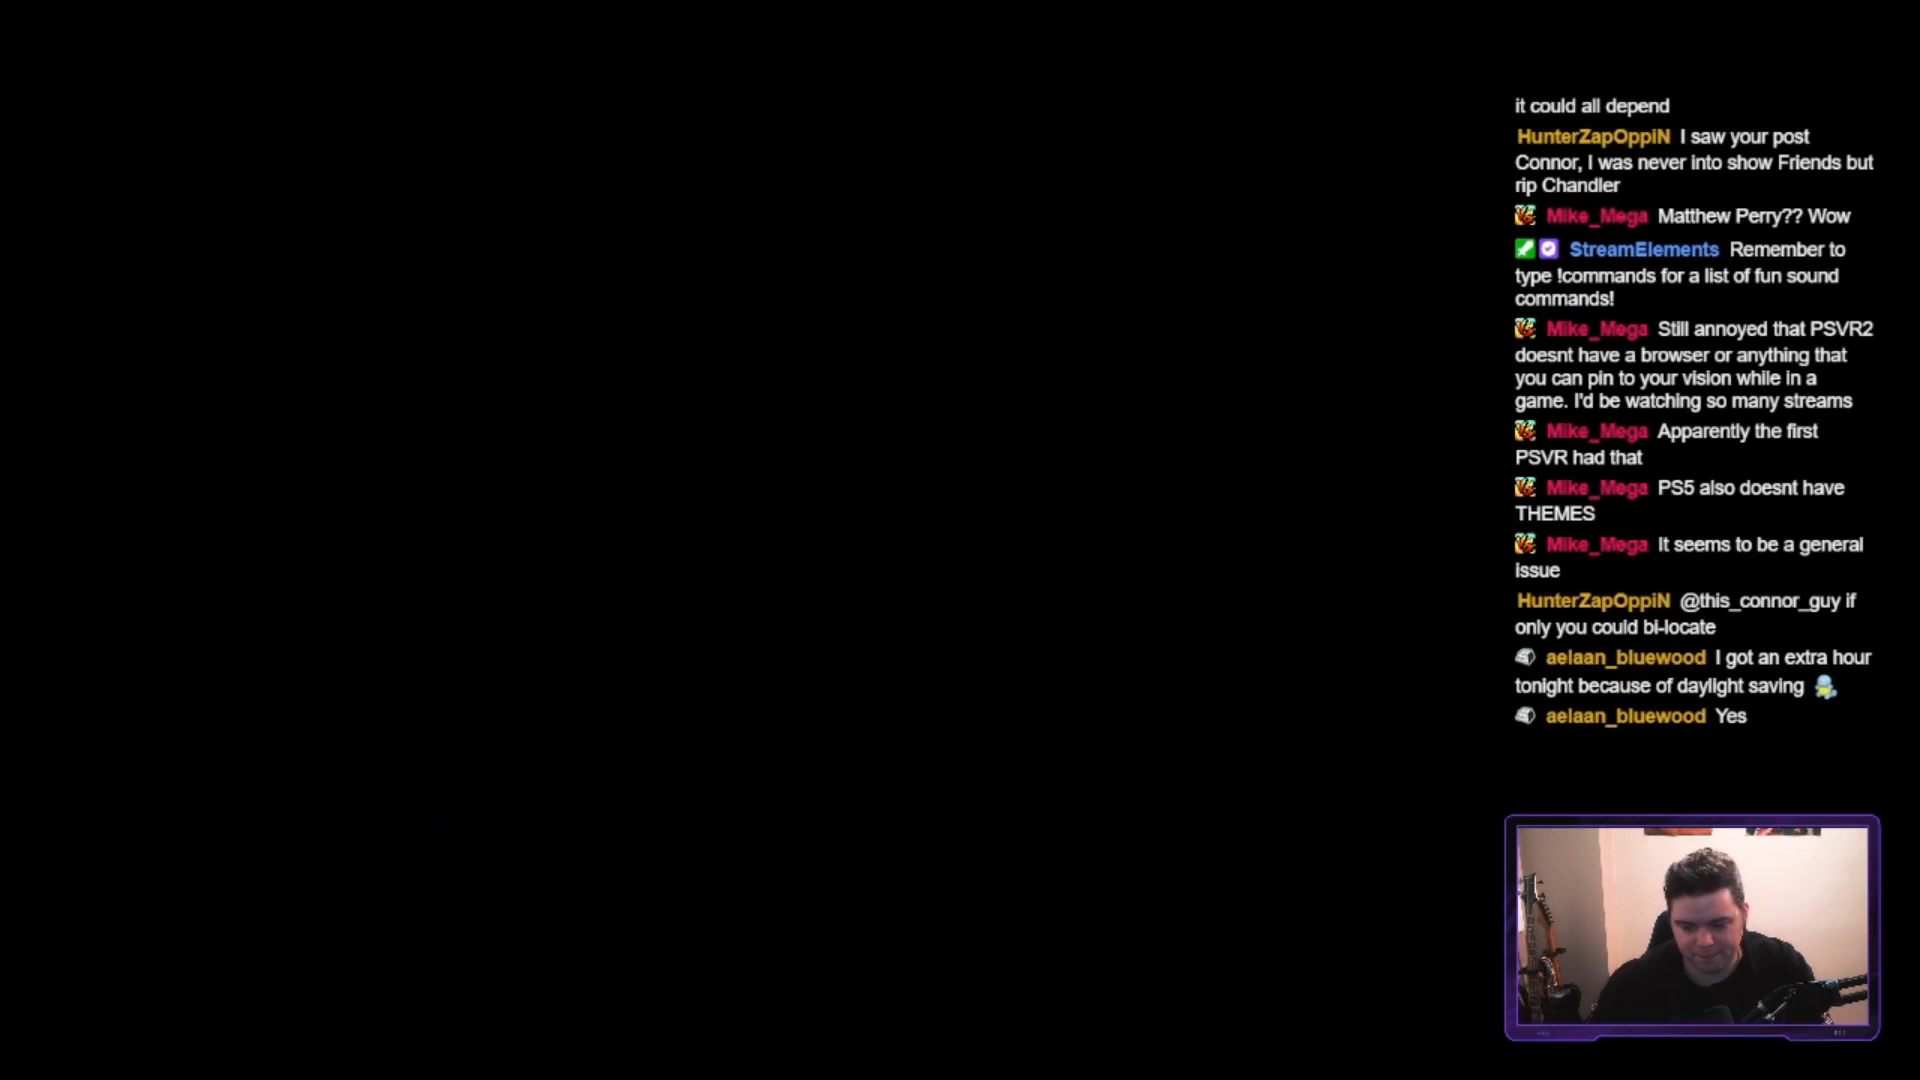 it could all depend
HunterZapOppiN I saw your post
Connor, I was never into show Friends but
rip Chandler
Mike_Mega Matthew Perry?? Wow
StreamElements Remember to
type !commands for a list of fun sound
commands!
Mike_Mega Still annoyed that PSVR2
doesnt have a browser or anything that
you can pin to your vision while in a
game. I'd be watching so many streams
Mike_Mega Apparently the first
PSVR had that
Mike_Mega PS5 also doesnt have
THEMES
Mike_Mega It seems to be a general
issue
HunterZapOppiN @this_connor_guy if
only you could bi-locate
aelaan_bluewood I got an extra hour
tonight because of daylight saving
aelaan_bluewood Yes